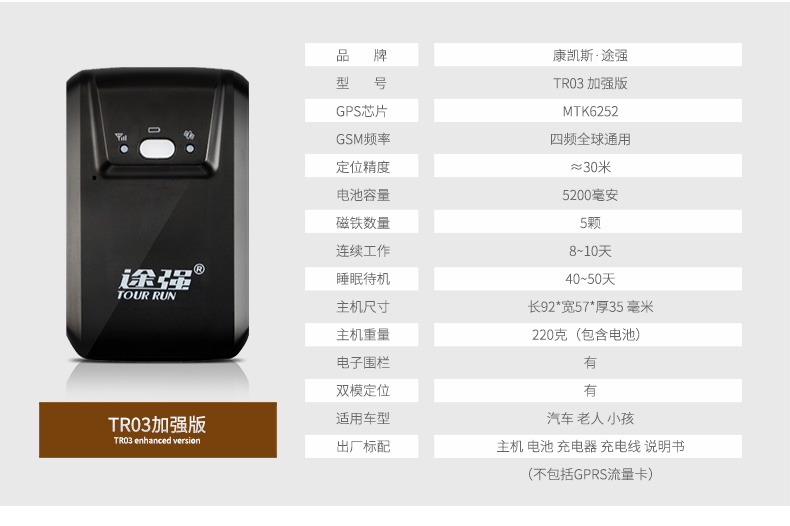 途强®
TOUR RUN
TR03加强版
TR03 enhanced version
品 牌 康凯斯·途强
型 号 TR03 加强版
GPS芯片 MTK6252
GSM频率 四频全球通用
定位精度 ≈30米
电池容量 5200毫安
磁铁数量 5颗
连续工作 8~10天
睡眠待机 40~50天
主机尺寸 长92*宽57*厚35 毫米
主机重量 220克（包含电池）
电子围栏 有
双模定位 有
适用车型 汽车 老人 小孩
出厂标配 主机 电池 充电器 充电线 说明书
（不包括GPRS流量卡）